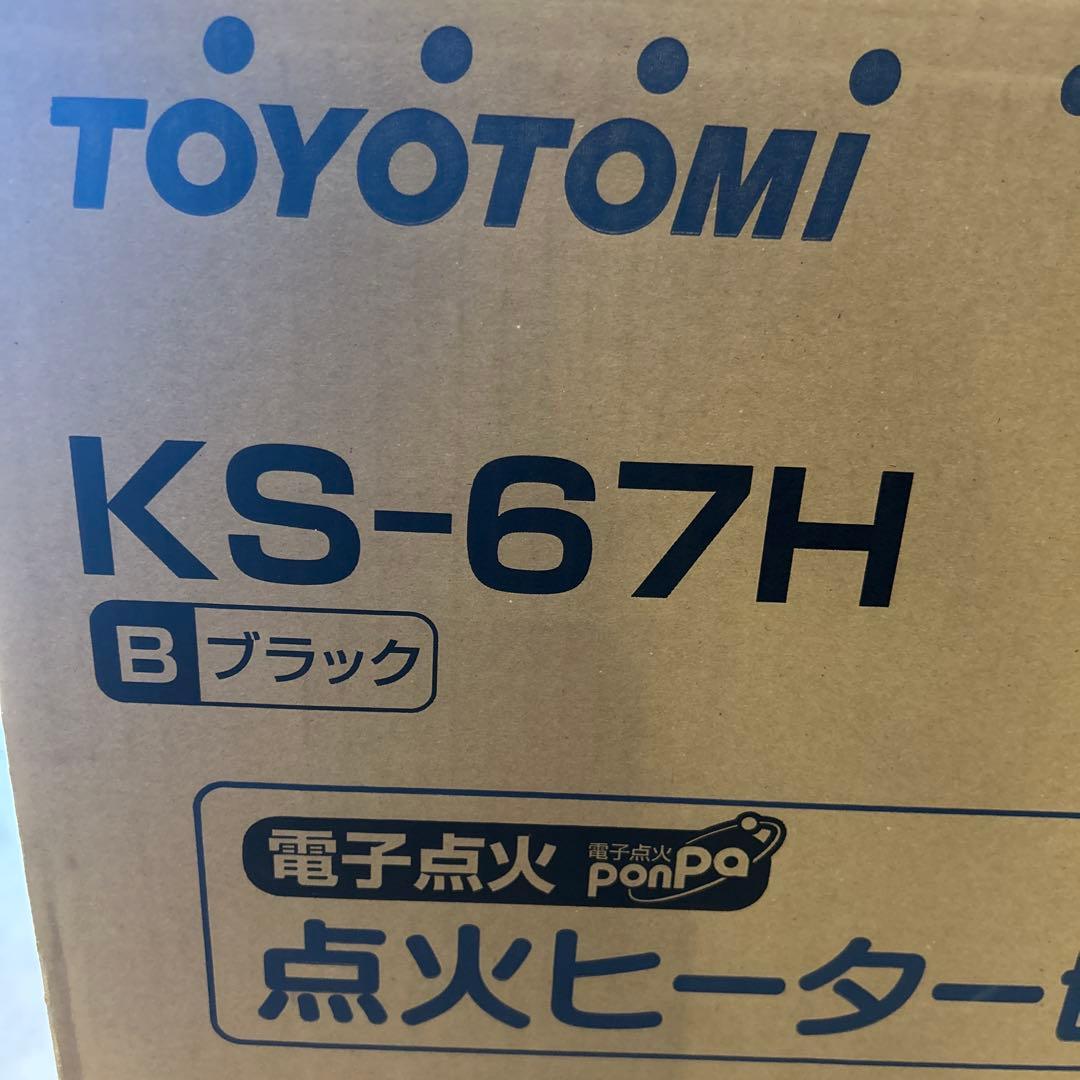 TOYOTOMI
KS-67H
B ブラック
電子点火 電子点火 ponpa
点火ヒーター